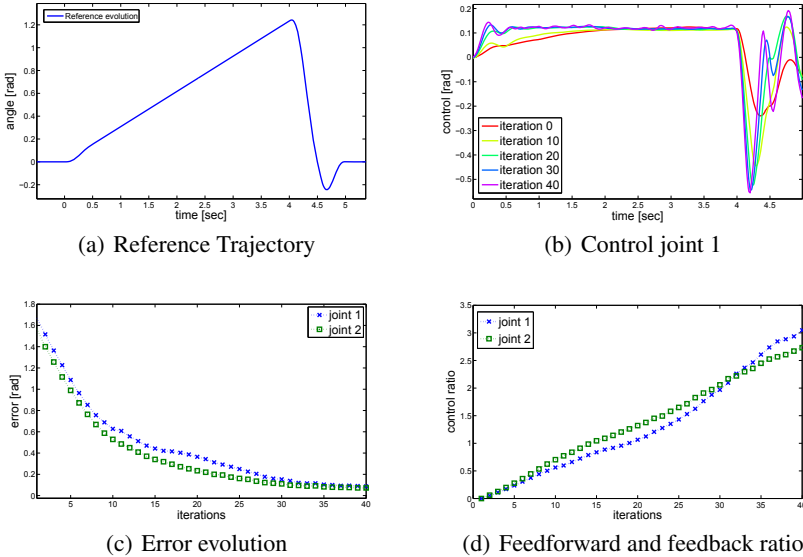 Reference evolution
angle [rad]
1.2
1
0.8
0.6
0.4
0.2
0
−0.2
0 0.5 1 1.5 2 2.5 3 3.5 4 4.5 5
time [sec]
(a) Reference Trajectory
control [rad]
0.2
0.1
0
−0.1
−0.2
−0.3
−0.4
−0.5
iteration 0
iteration 10
iteration 20
iteration 30
iteration 40
0 0.5 1 1.5 2 2.5 3 3.5 4 4.5
time [sec]
(b) Control joint 1
error [rad]
1.8
1.6
1.4
1.2
1
0.8
0.6
0.4
0.2
0
joint 1
joint 2
5 10 15 20 25 30 35 40
iterations
(c) Error evolution
control ratio
3.5
3
2.5
2
1.5
1
0.5
0
joint 1
joint 2
0 5 10 15 20 25 30 35 40
iterations
(d) Feedforward and feedback ratio